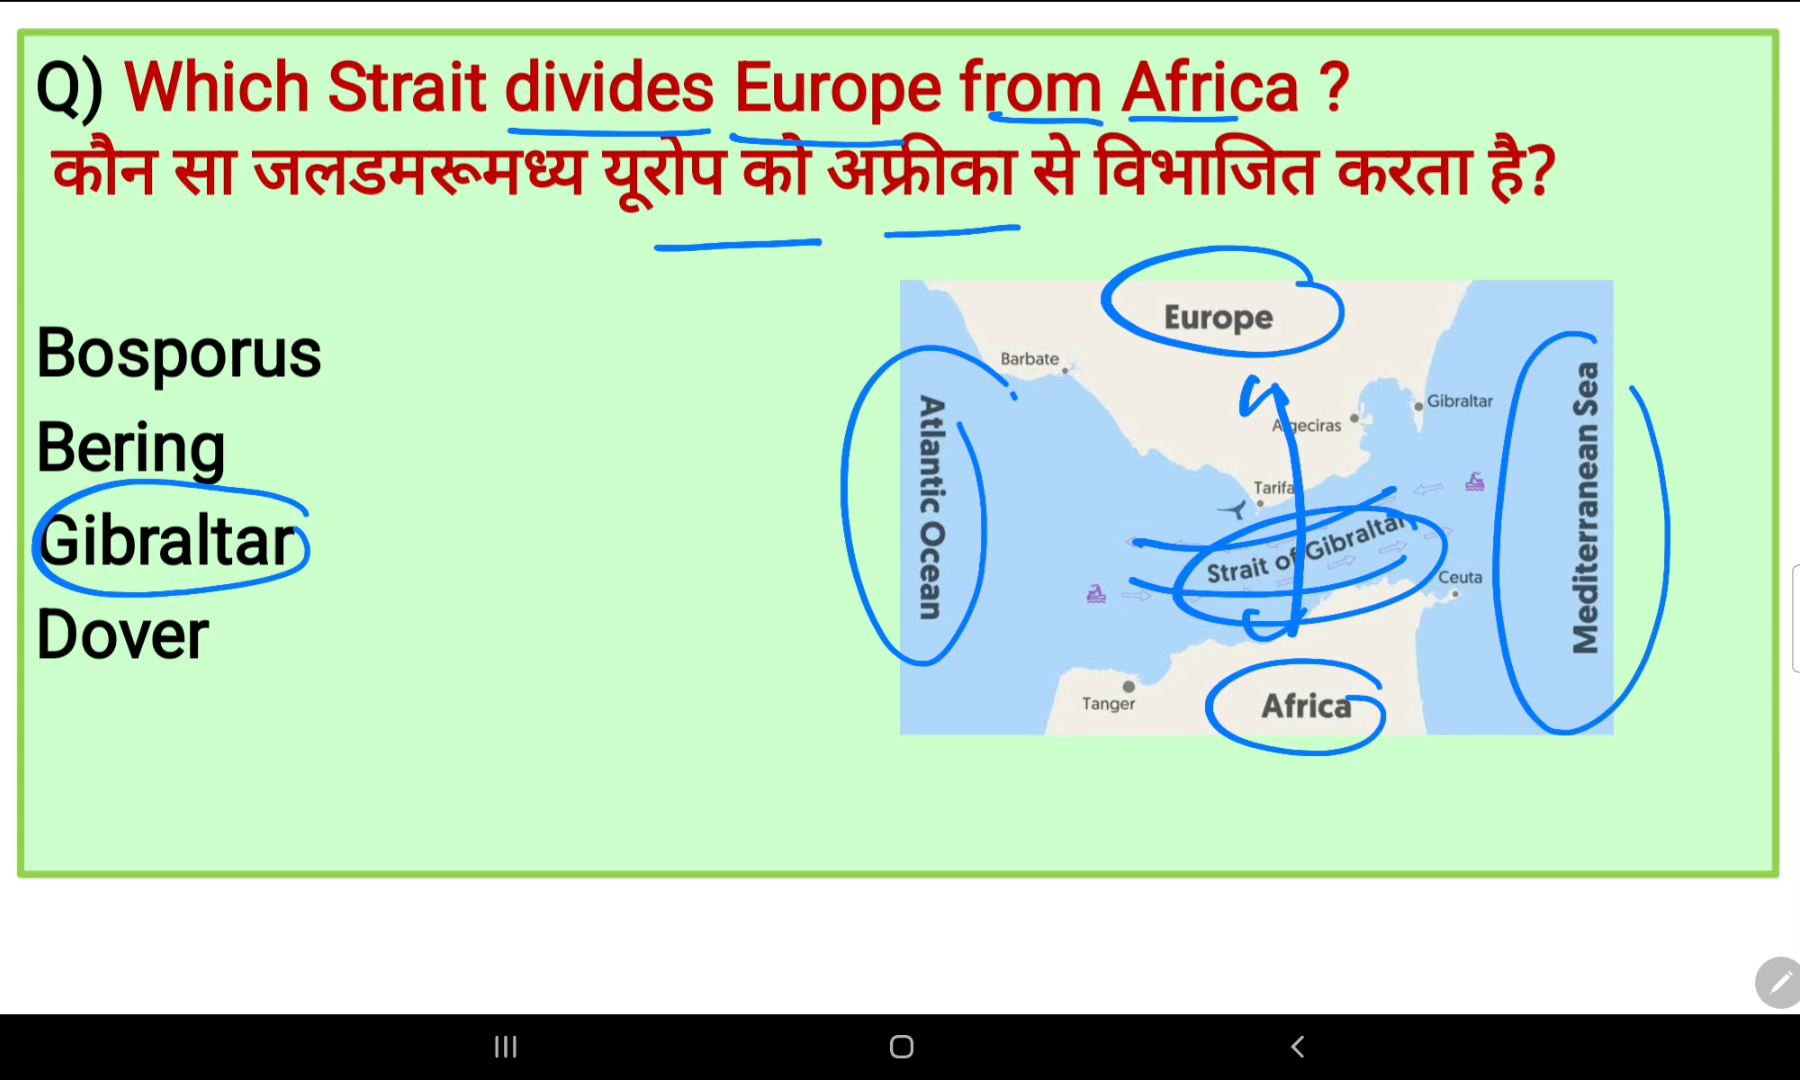 Q) Which Strait divides Europe from Africa ?
कौन सा जलडमरूमध्य यूरोप को अफ्रीका से विभाजित करता है?
Bosporus
Bering
Gibraltar
Dover
Europe
Barbate
Gibraltar
Algeciras
Atlantic Ocean
Mediterranean Sea
Tarifa
Strait of Gibraltar
Ceuta
Tanger
Africa